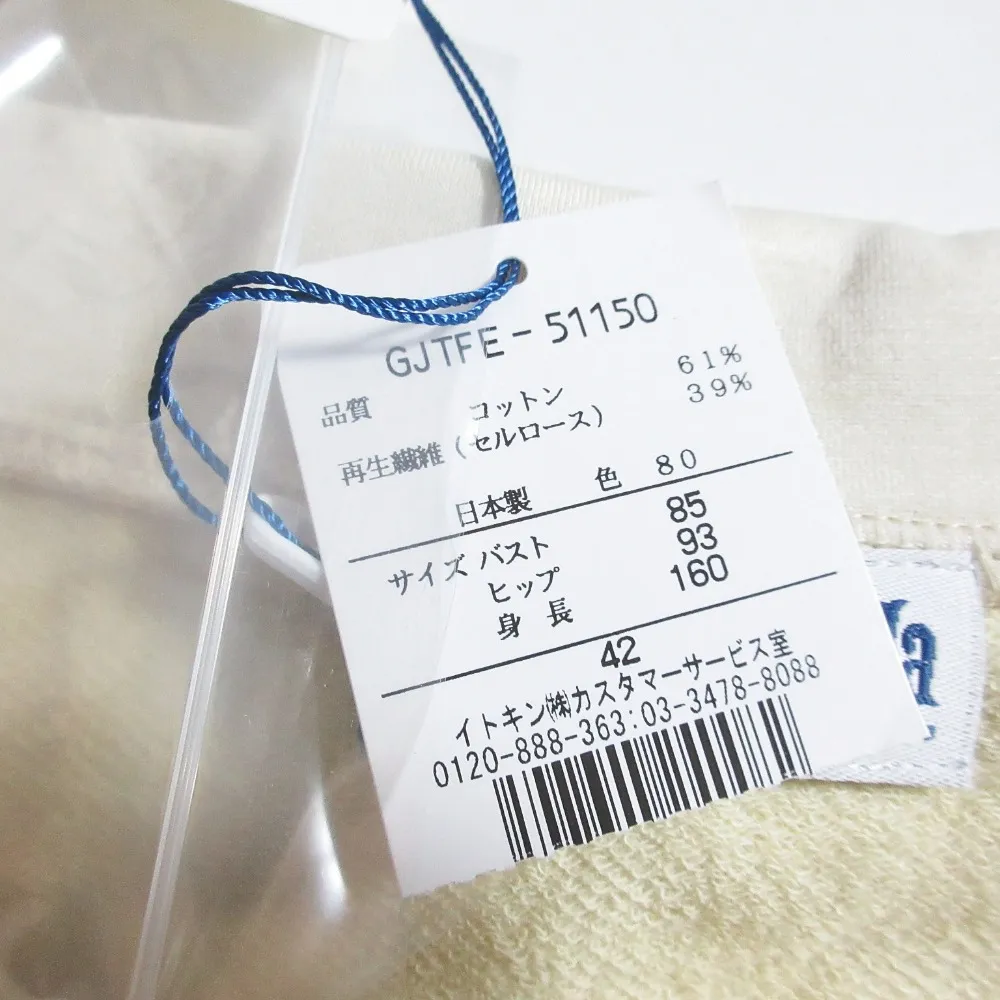 GJTFE-51150
品質 コットン 61%
再生繊維(セルロース) 39%
日本製 色 80
サイズ バスト 85
ヒップ 93
身長 160
42
イトキン㈱カスタマーサービス室
0120-888-363:03-3478-8088